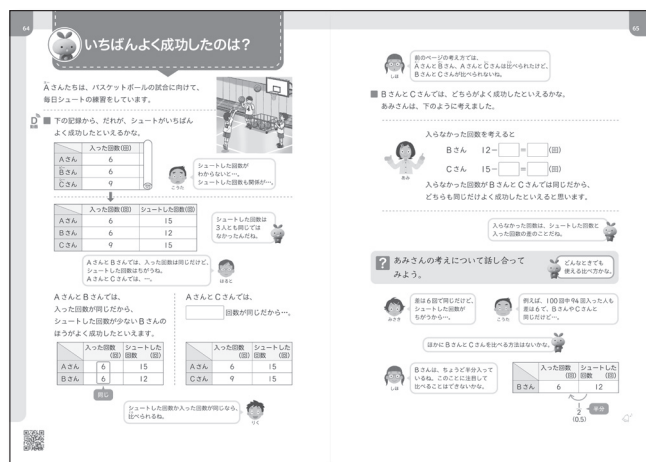 64
いちばんよく成功したのは？
Aさんたちは、バスケットボールの試合に向けて、
毎日シュートの練習をしています。
D
■ 下の記録から、だれが、シュートがいちばん
よく成功したといえるかな。
入った回数(回)
Aさん 6
Bさん 6
Cさん 9
シュートした回数が
わからないと…。
シュートした回数も関係が…。
こうた
入った回数(回) シュートした回数(回)
Aさん 6 15
Bさん 6 12
Cさん 9 15
シュートした回数は
3人とも同じでは
なかったんだね。
AさんとBさんでは、入った回数は同じだけど、
シュートした回数はちがうね。
AさんとCさんでは、…。
はると
AさんとBさんでは、
入った回数が同じだから、
シュートした回数が少ないBさんの
ほうがよく成功したといえます。
入った回数(回) シュートした回数(回)
Aさん 6 15
Bさん 6 12
同じ
AさんとCさんでは、
回数が同じだから…。
入った回数(回) シュートした回数(回)
Aさん 6 15
Cさん 9 15
シュートした回数か入った回数が同じなら、
比べられるね。
りく
65
前のページの考え方では、
AさんとBさん、AさんとCさんは比べられたけど、
BさんとCさんが比べられないね。
しほ
■ BさんとCさんでは、どちらがよく成功したといえるかな。
あみさんは、下のように考えました。
入らなかった回数を考えると
Bさん 12－□＝□(回)
Cさん 15－□＝□(回)
入らなかった回数がBさんとCさんでは同じだから、
どちらも同じだけよく成功したといえると思います。
あみ
入らなかった回数は、シュートした回数と
入った回数の差のことだね。
? あみさんの考えについて話し合って
みよう。
どんなときでも
使える比べ方かな。
差は6回で同じだけど、
シュートした回数が
ちがうから…。
みさき
例えば、100回中94回入った人も
差は6で、BさんやCさんと
同じだけど…
こうた
ほかにBさんとCさんを比べる方法はないかな。
Bさんは、ちょうど半分入って
いるね。このことに注目して
比べることはできないかな。
しほ
入った回数(回) シュートした回数(回)
Bさん 6 12
1/2
(0.5)
半分